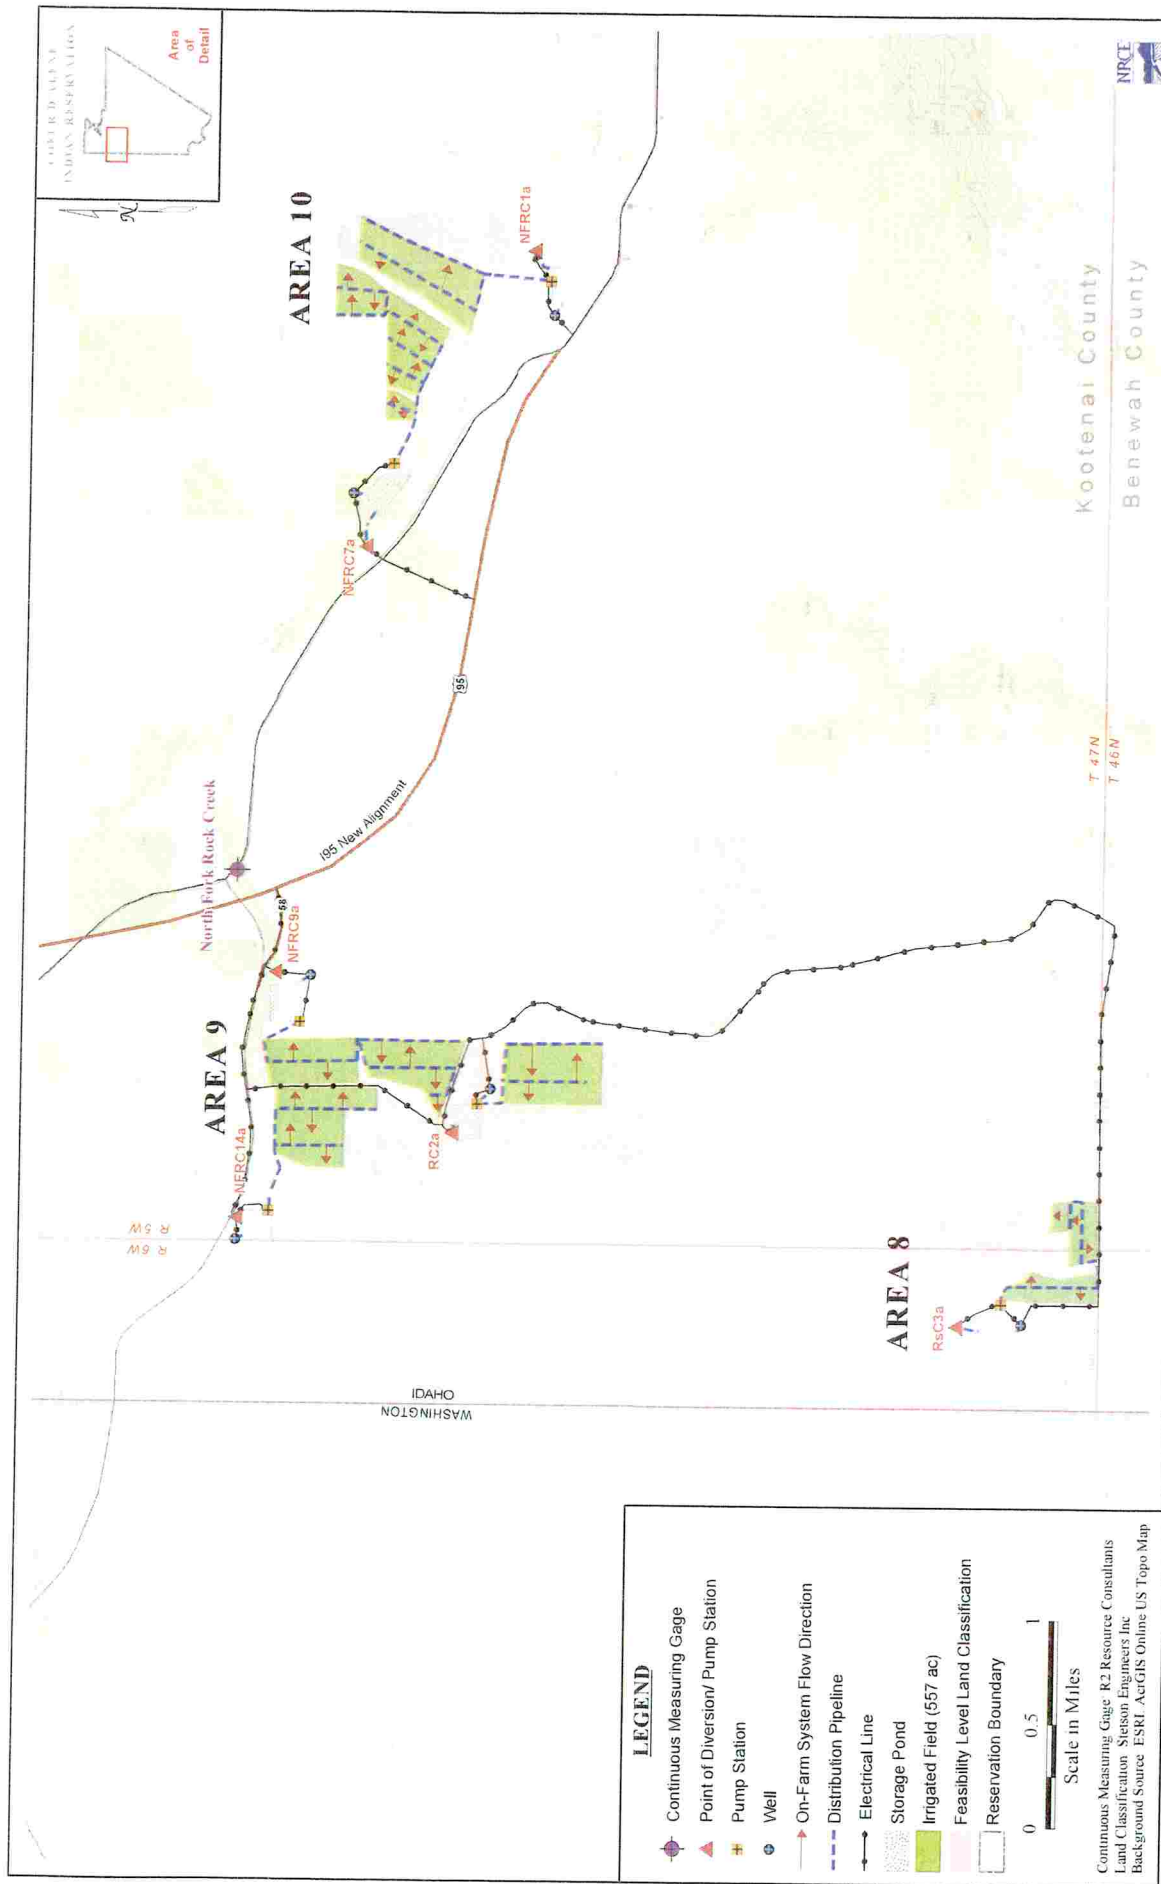 COEUR D'ALENE
INDIAN RESERVATION
Area
of
Detail
N
AREA 10
NFRC1a
NFRC7a
95
I95 New Alignment
North Fork Rock Creek
58
NFRC9a
AREA 9
NFRC14a
RC2a
R 5W
R 6W
AREA 8
RsC3a
IDAHO
WASHINGTON
T 47N
T 46N
Kootenai County
Benewah County
NRCE
LEGEND
Continuous Measuring Gage
Point of Diversion/ Pump Station
Pump Station
Well
On-Farm System Flow Direction
Distribution Pipeline
Electrical Line
Storage Pond
Irrigated Field (557 ac)
Feasibility Level Land Classification
Reservation Boundary
0 0.5 1
Scale in Miles
Continuous Measuring Gage R2 Resource Consultants
Land Classification Stetson Engineers Inc
Background Source ESRI, ArcGIS Online US Topo Map